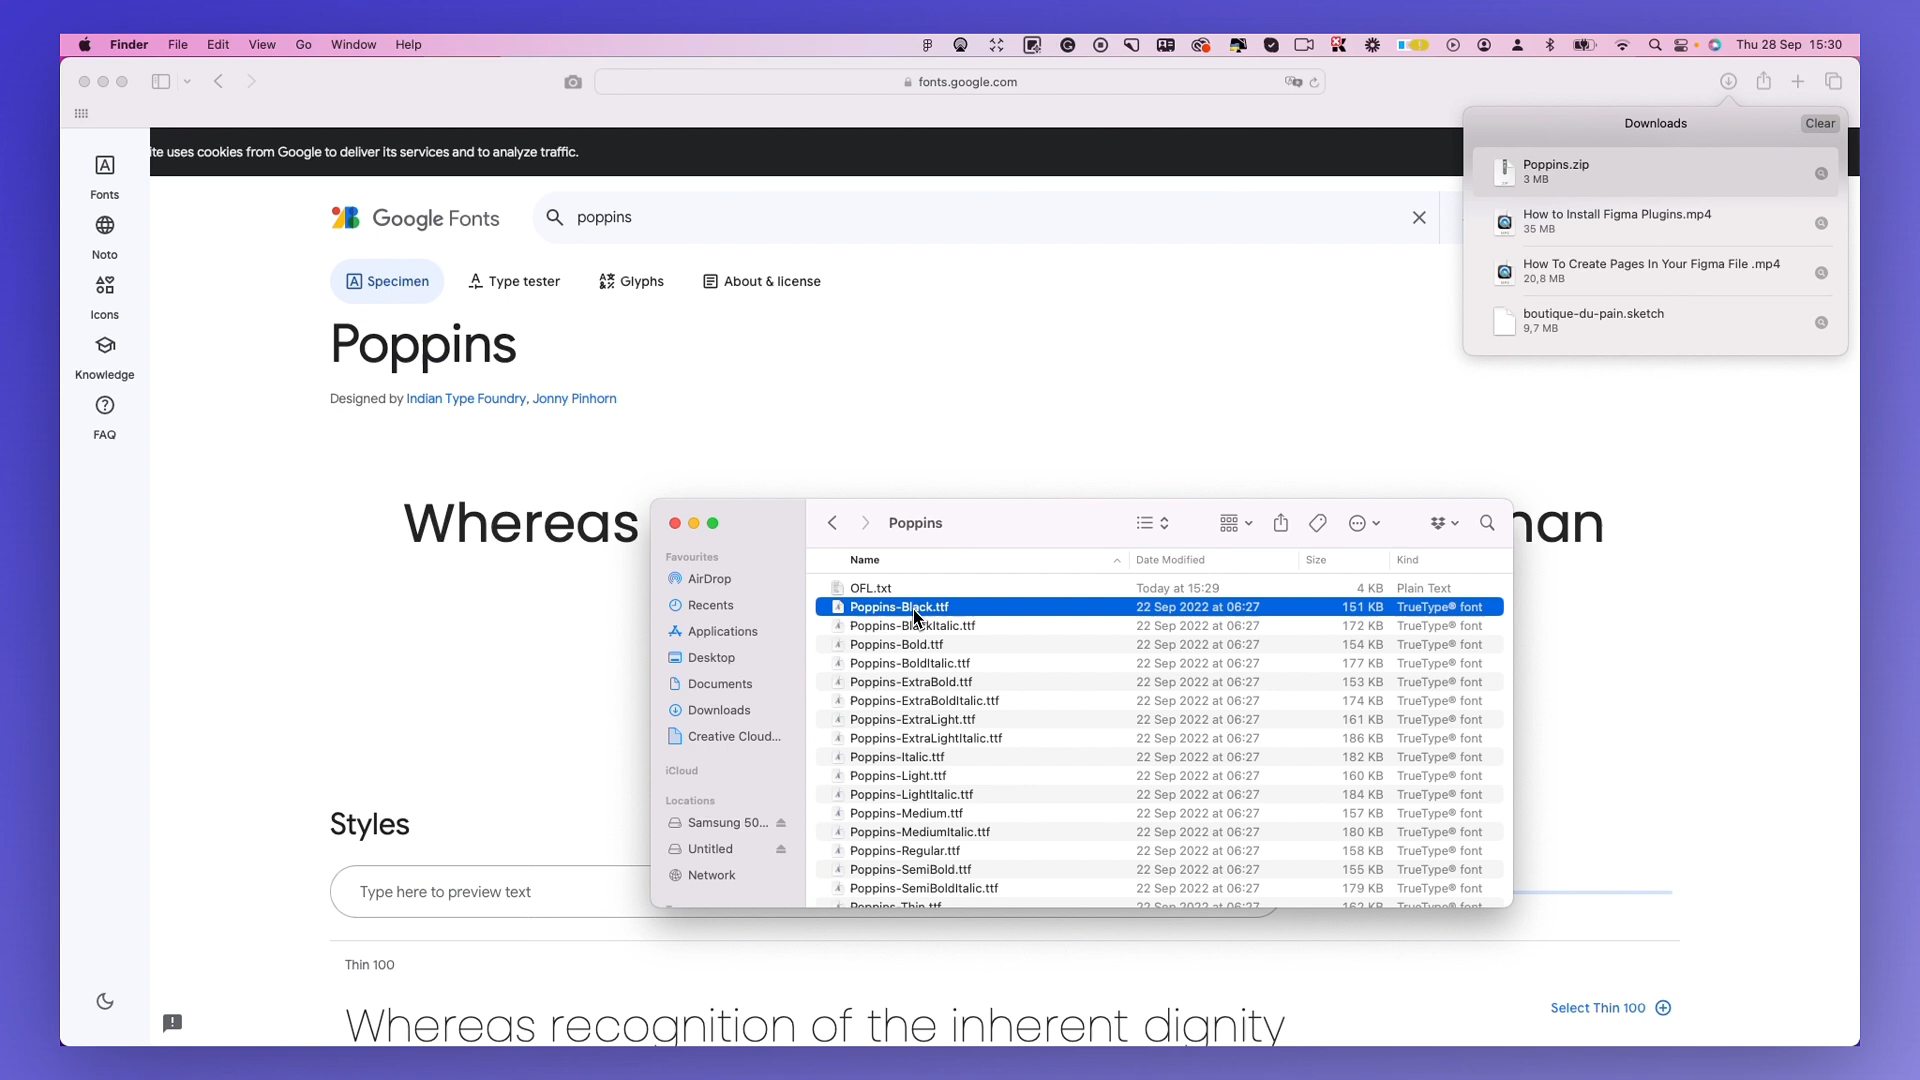 Finder File Edit View Go Window Help
Thu 28 Sep 15:30
fonts.google.com
Downloads Clear
Poppins.zip
3 MB
How to Install Figma Plugins.mp4
35 MB
How To Create Pages In Your Figma File .mp4
20,8 MB
boutique-du-pain.sketch
9,7 MB
ite uses cookies from Google to deliver its services and to analyze traffic.
Fonts
Noto
Icons
Knowledge
FAQ
Google Fonts
poppins
Specimen Type tester Glyphs About & license
Poppins
Designed by Indian Type Foundry, Jonny Pinhorn
Whereas
nan
Poppins
Favourites
AirDrop
Recents
Applications
Desktop
Documents
Downloads
Creative Cloud...
iCloud
Locations
Samsung 50...
Untitled
Network
Name Date Modified Size Kind
OFL.txt Today at 15:29 4 KB Plain Text
Poppins-Black.ttf 22 Sep 2022 at 06:27 151 KB TrueType® font
Poppins-BlackItalic.ttf 22 Sep 2022 at 06:27 172 KB TrueType® font
Poppins-Bold.ttf 22 Sep 2022 at 06:27 154 KB TrueType® font
Poppins-BoldItalic.ttf 22 Sep 2022 at 06:27 177 KB TrueType® font
Poppins-ExtraBold.ttf 22 Sep 2022 at 06:27 153 KB TrueType® font
Poppins-ExtraBoldItalic.ttf 22 Sep 2022 at 06:27 174 KB TrueType® font
Poppins-ExtraLight.ttf 22 Sep 2022 at 06:27 161 KB TrueType® font
Poppins-ExtraLightItalic.ttf 22 Sep 2022 at 06:27 186 KB TrueType® font
Poppins-Italic.ttf 22 Sep 2022 at 06:27 182 KB TrueType® font
Poppins-Light.ttf 22 Sep 2022 at 06:27 160 KB TrueType® font
Poppins-LightItalic.ttf 22 Sep 2022 at 06:27 184 KB TrueType® font
Poppins-Medium.ttf 22 Sep 2022 at 06:27 157 KB TrueType® font
Poppins-MediumItalic.ttf 22 Sep 2022 at 06:27 180 KB TrueType® font
Poppins-Regular.ttf 22 Sep 2022 at 06:27 158 KB TrueType® font
Poppins-SemiBold.ttf 22 Sep 2022 at 06:27 155 KB TrueType® font
Poppins-SemiBoldItalic.ttf 22 Sep 2022 at 06:27 179 KB TrueType® font
Poppins-Thin.ttf 22 Sep 2022 at 06:27 162 KB TrueType® font
Styles
Type here to preview text
Thin 100
Select Thin 100
Whereas recognition of the inherent dignity